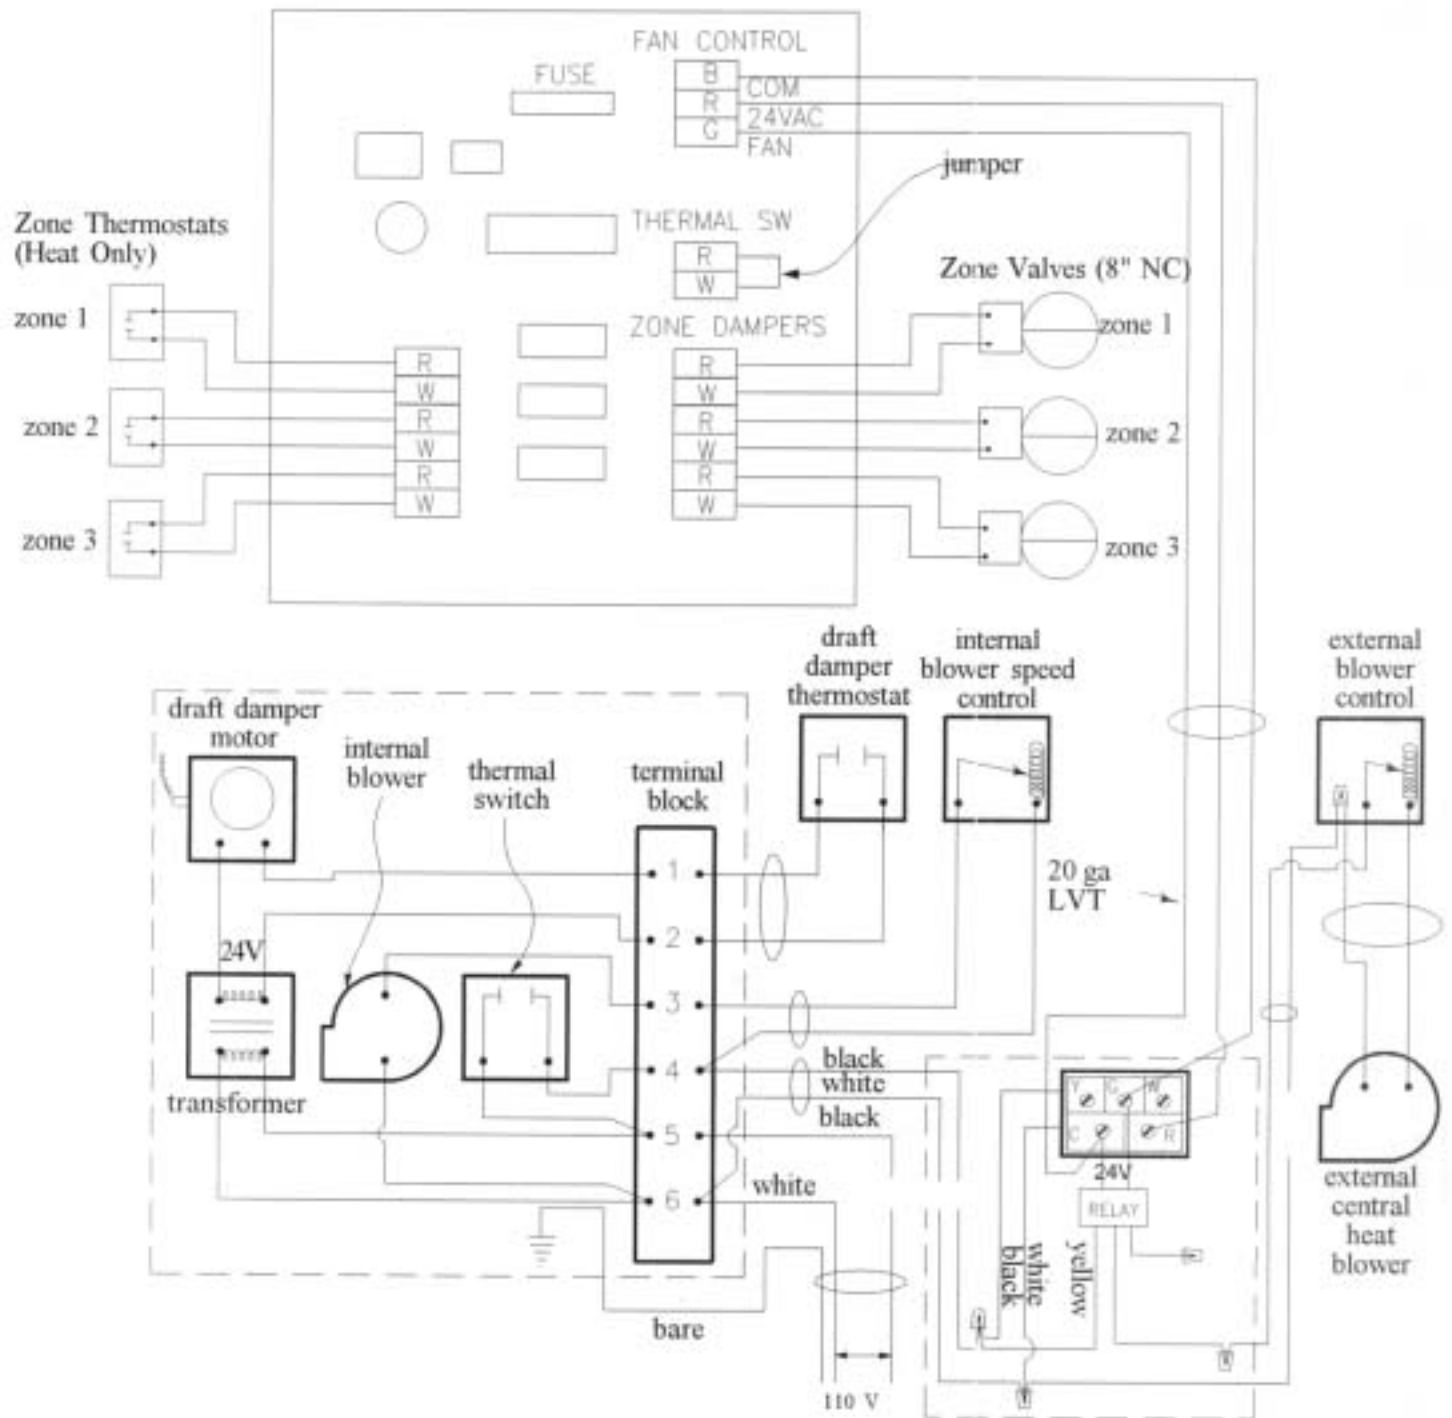 FAN CONTROL
FUSE
B
COM
R
24VAC
G
FAN
jumper
THERMAL SW
R
W
Zone Thermostats
(Heat Only)
Zone Valves (8" NC)
zone 1
zone 1
ZONE DAMPERS
R
W
R
W
R
W
R
W
R
W
R
W
zone 2
zone 2
zone 3
zone 3
draft
damper
thermostat
internal
blower speed
control
external
blower
control
draft damper
motor
internal
blower
thermal
switch
terminal
block
1
2
3
4
5
6
20 ga
LVT
24V
transformer
black
white
black
white
Y
G
W
C
R
24V
RELAY
white
black
yellow
bare
110 V
external
central
heat
blower